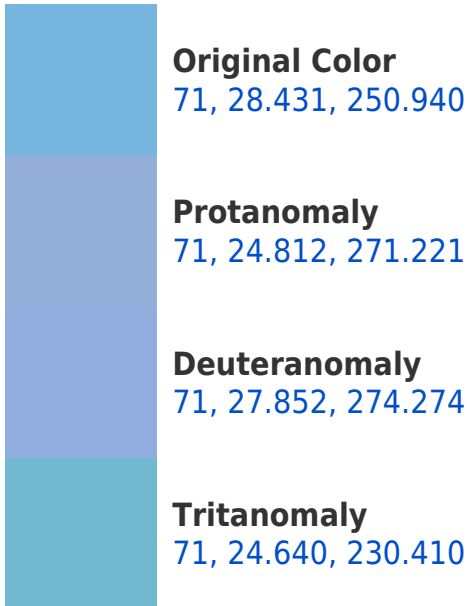 Original Color
71, 28.431, 250.940
Protanomaly
71, 24.812, 271.221
Deuteranomaly
71, 27.852, 274.274
Tritanomaly
71, 24.640, 230.410